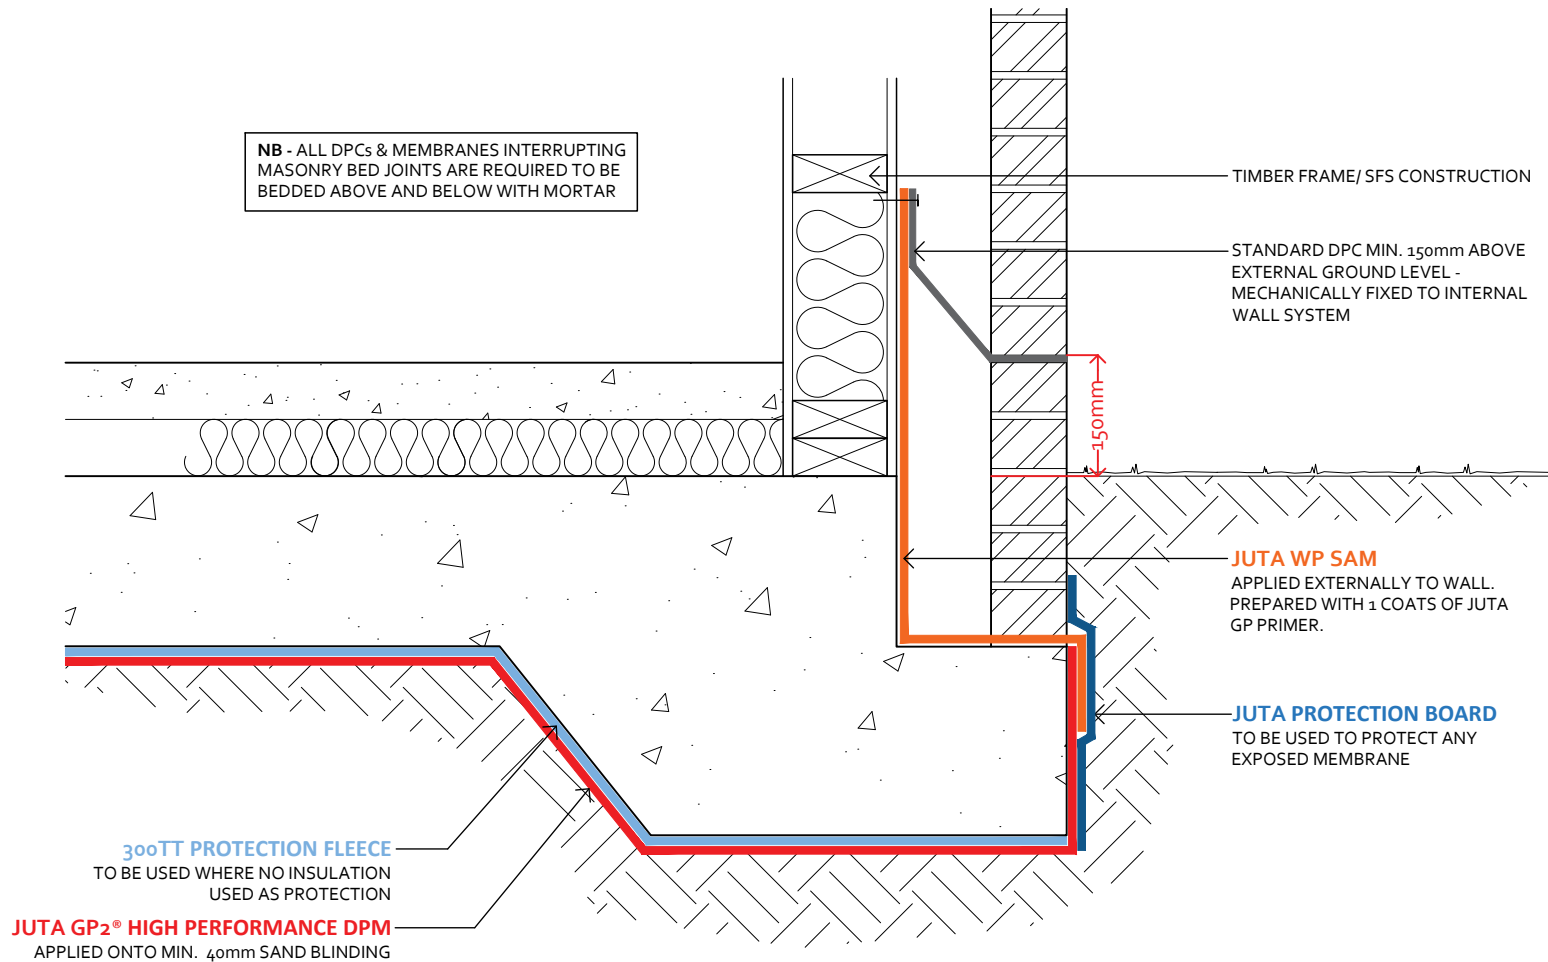 NB - ALL DPCs & MEMBRANES INTERRUPTING
MASONRY BED JOINTS ARE REQUIRED TO BE
BEDDED ABOVE AND BELOW WITH MORTAR
TIMBER FRAME/ SFS CONSTRUCTION
STANDARD DPC MIN. 150mm ABOVE
EXTERNAL GROUND LEVEL -
MECHANICALLY FIXED TO INTERNAL
WALL SYSTEM
150mm
JUTA WP SAM
APPLIED EXTERNALLY TO WALL.
PREPARED WITH 1 COATS OF JUTA
GP PRIMER.
JUTA PROTECTION BOARD
TO BE USED TO PROTECT ANY
EXPOSED MEMBRANE
300TT PROTECTION FLEECE
TO BE USED WHERE NO INSULATION
USED AS PROTECTION
JUTA GP2® HIGH PERFORMANCE DPM
APPLIED ONTO MIN. 40mm SAND BLINDING